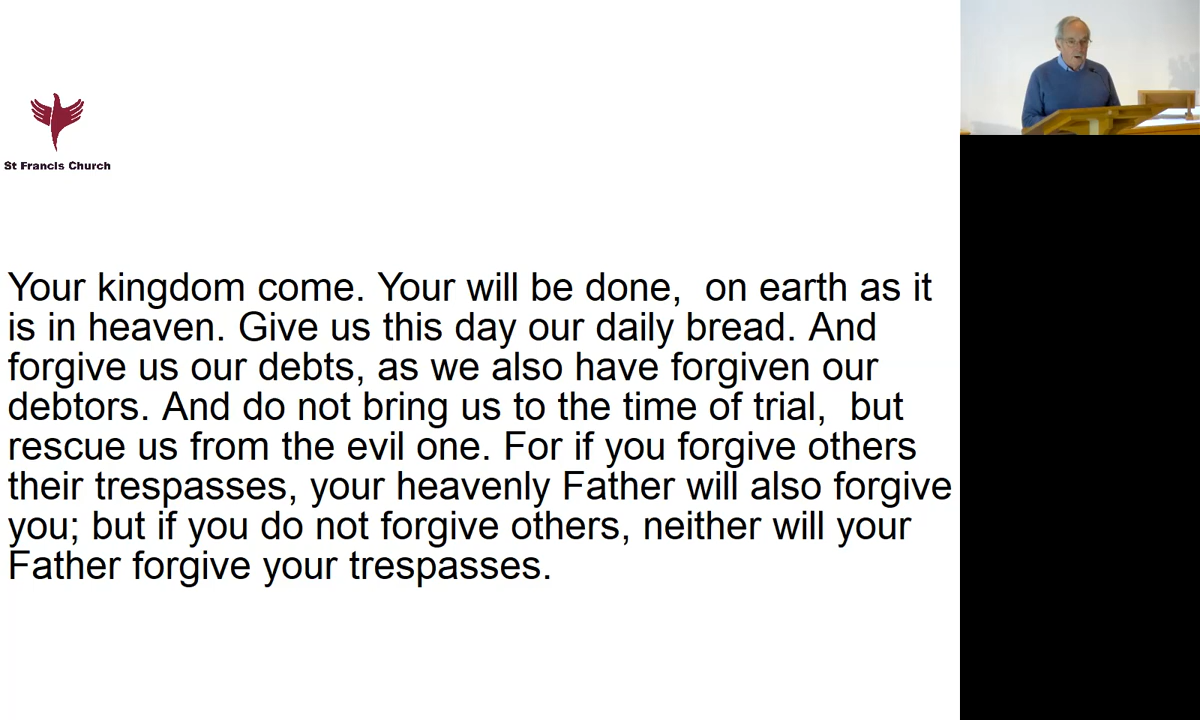 St Francis Church
Your kingdom come. Your will be done,  on earth as it
is in heaven. Give us this day our daily bread. And
forgive us our debts, as we also have forgiven our
debtors. And do not bring us to the time of trial,  but
rescue us from the evil one. For if you forgive others
their trespasses, your heavenly Father will also forgive
you; but if you do not forgive others, neither will your
Father forgive your trespasses.